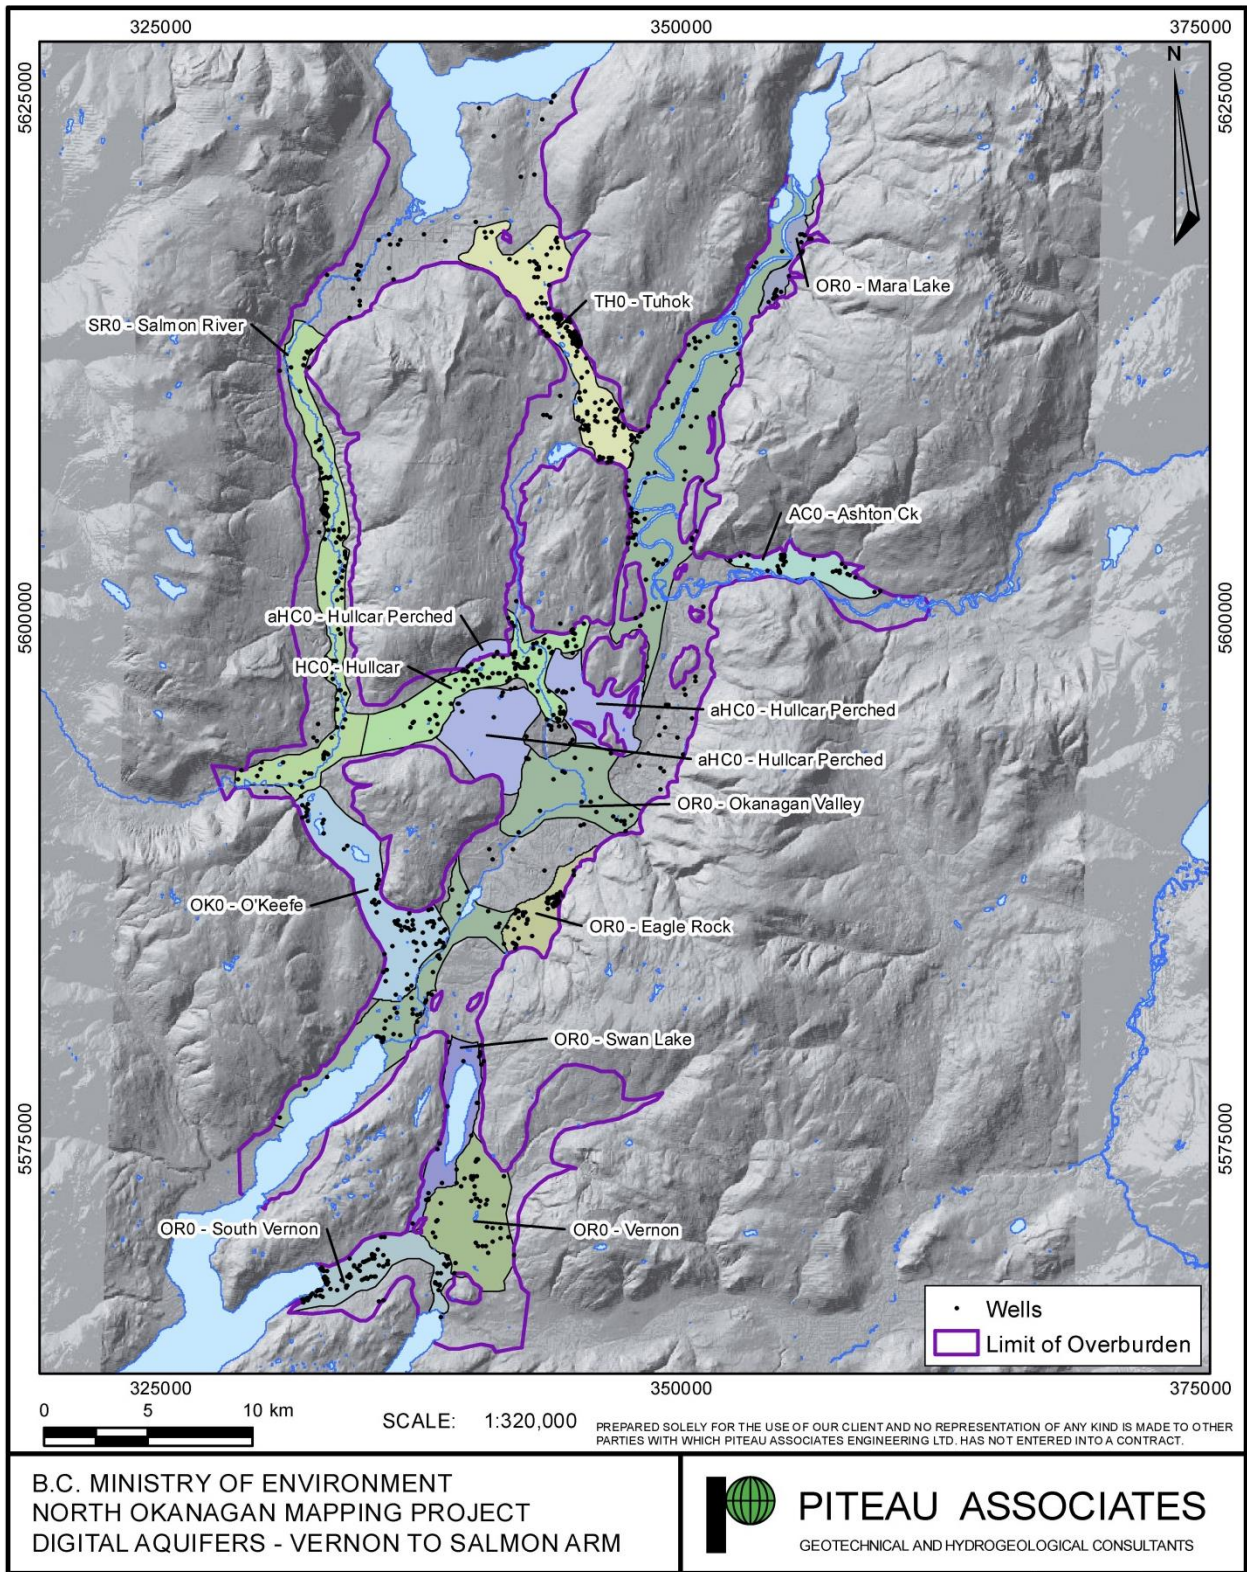 325000
350000
375000
5625000
5625000
N
OR0 - Mara Lake
TH0 - Tuhok
SR0 - Salmon River
AC0 - Ashton Ck
5600000
5600000
aHC0 - Hullcar Perched
HC0 - Hullcar
aHC0 - Hullcar Perched
aHC0 - Hullcar Perched
OR0 - Okanagan Valley
OK0 - O'Keefe
OR0 - Eagle Rock
OR0 - Swan Lake
5575000
5575000
OR0 - South Vernon
OR0 - Vernon
Wells
Limit of Overburden
325000
350000
375000
0 5 10 km
SCALE: 1:320,000
PREPARED SOLELY FOR THE USE OF OUR CLIENT AND NO REPRESENTATION OF ANY KIND IS MADE TO OTHER
PARTIES WITH WHICH PITEAU ASSOCIATES ENGINEERING LTD. HAS NOT ENTERED INTO A CONTRACT.
B.C. MINISTRY OF ENVIRONMENT
NORTH OKANAGAN MAPPING PROJECT
DIGITAL AQUIFERS - VERNON TO SALMON ARM
PITEAU ASSOCIATES
GEOTECHNICAL AND HYDROGEOLOGICAL CONSULTANTS